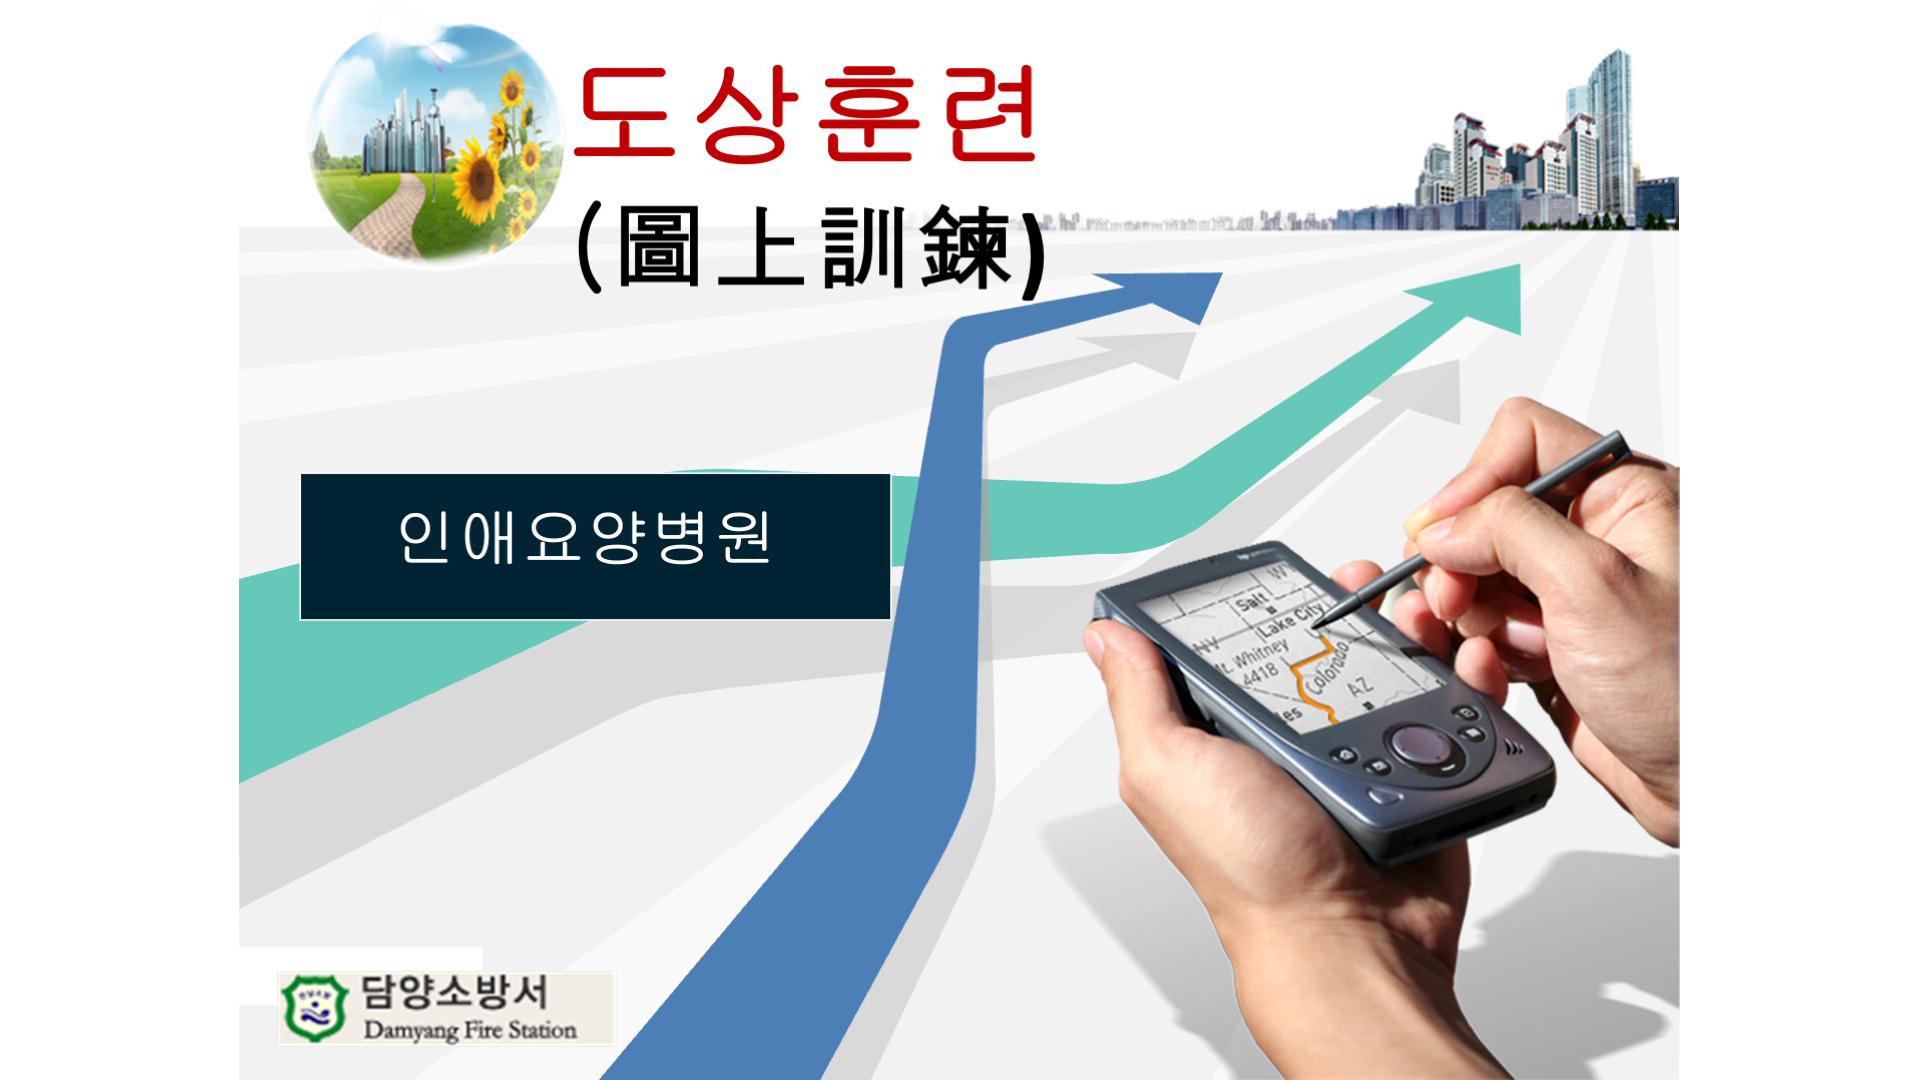 도상훈련
(圖上訓鍊)
인애요양병원
WY
Salt
Lake City
NV
Mt. Whitney
4418
Colorado
AZ
담양소방서
Damyang Fire Station